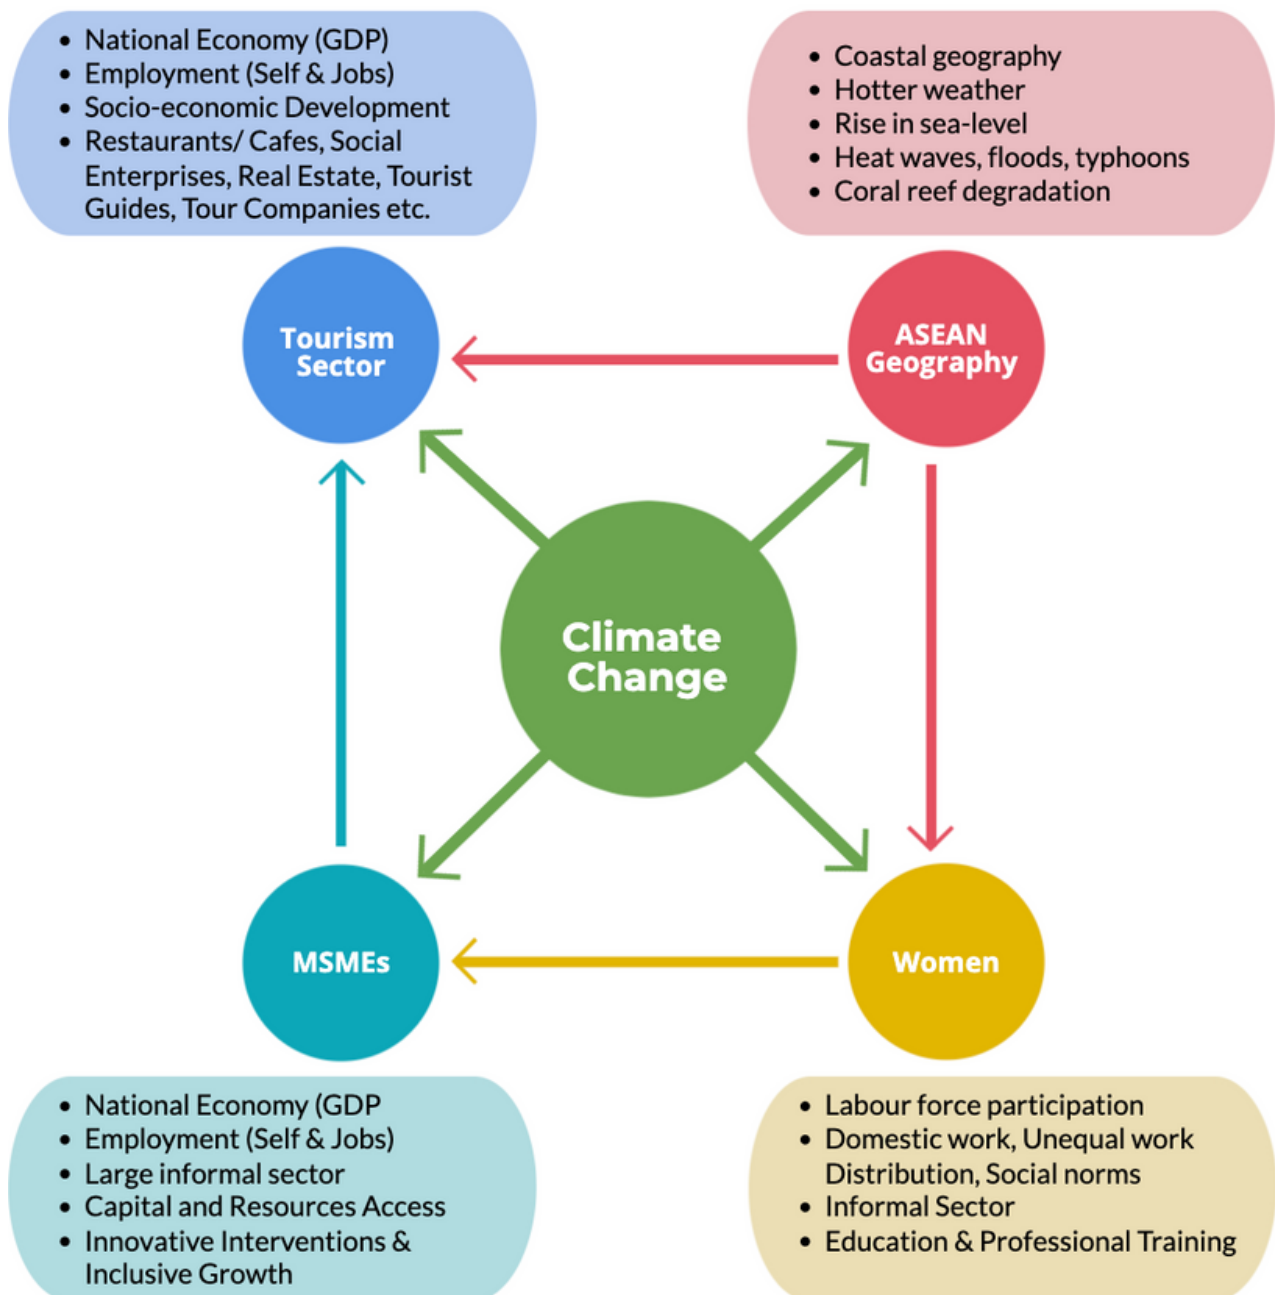 • National Economy (GDP)
• Employment (Self & Jobs)
• Socio-economic Development
• Restaurants/ Cafes, Social
Enterprises, Real Estate, Tourist
Guides, Tour Companies etc.
• Coastal geography
• Hotter weather
• Rise in sea-level
• Heat waves, floods, typhoons
• Coral reef degradation
Tourism
Sector
ASEAN
Geography
Climate
Change
MSMEs
Women
• National Economy (GDP
• Employment (Self & Jobs)
• Large informal sector
• Capital and Resources Access
• Innovative Interventions &
Inclusive Growth
• Labour force participation
• Domestic work, Unequal work
Distribution, Social norms
• Informal Sector
• Education & Professional Training